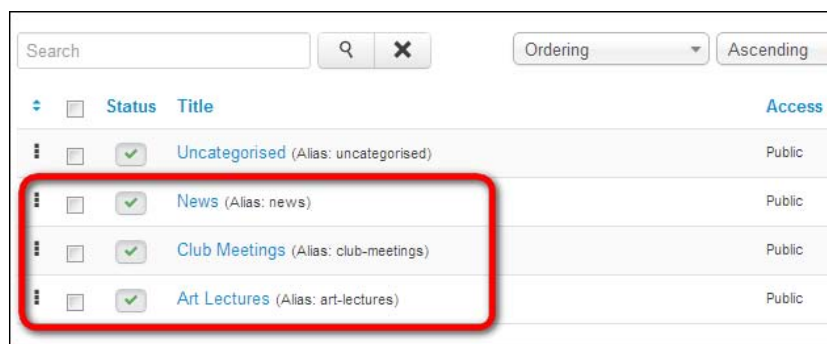 Search Ordering Ascending
Status Title Access
Uncategorised (Alias: uncategorised) Public
News (Alias: news) Public
Club Meetings (Alias: club-meetings) Public
Art Lectures (Alias: art-lectures) Public